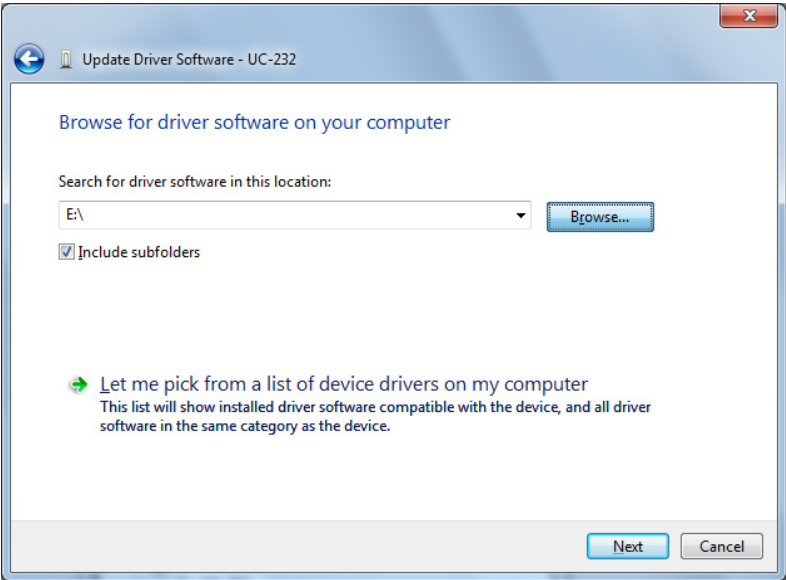 Update Driver Software - UC-232
Browse for driver software on your computer
Search for driver software in this location:
E:\
Browse...
Include subfolders
Let me pick from a list of device drivers on my computer
This list will show installed driver software compatible with the device, and all driver
software in the same category as the device.
Next
Cancel